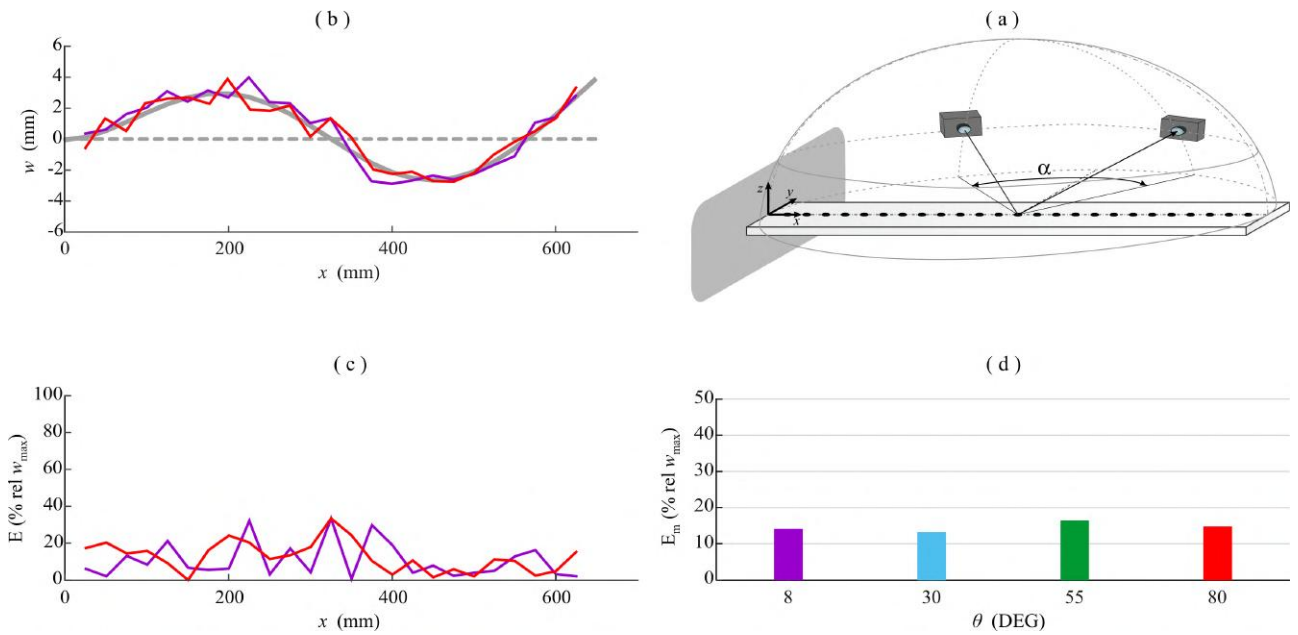 ( b )
6
4
2
0
-2
-4
-6
w (mm)
0 200 400 600
x (mm)
( a )
α
z
y
x
( c )
100
80
60
40
20
0
E (% rel wmax)
0 200 400 600
x (mm)
( d )
50
40
30
20
10
0
Em (% rel wmax)
8 30 55 80
θ (DEG)